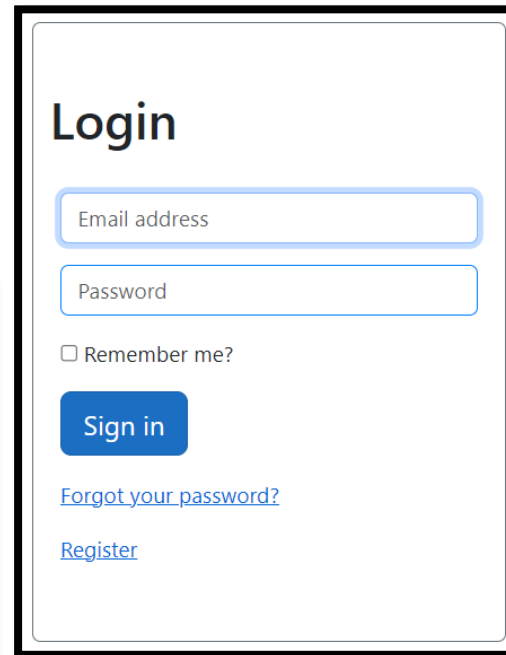 Login
Email address
Password
Remember me?
Sign in
Forgot your password?
Register